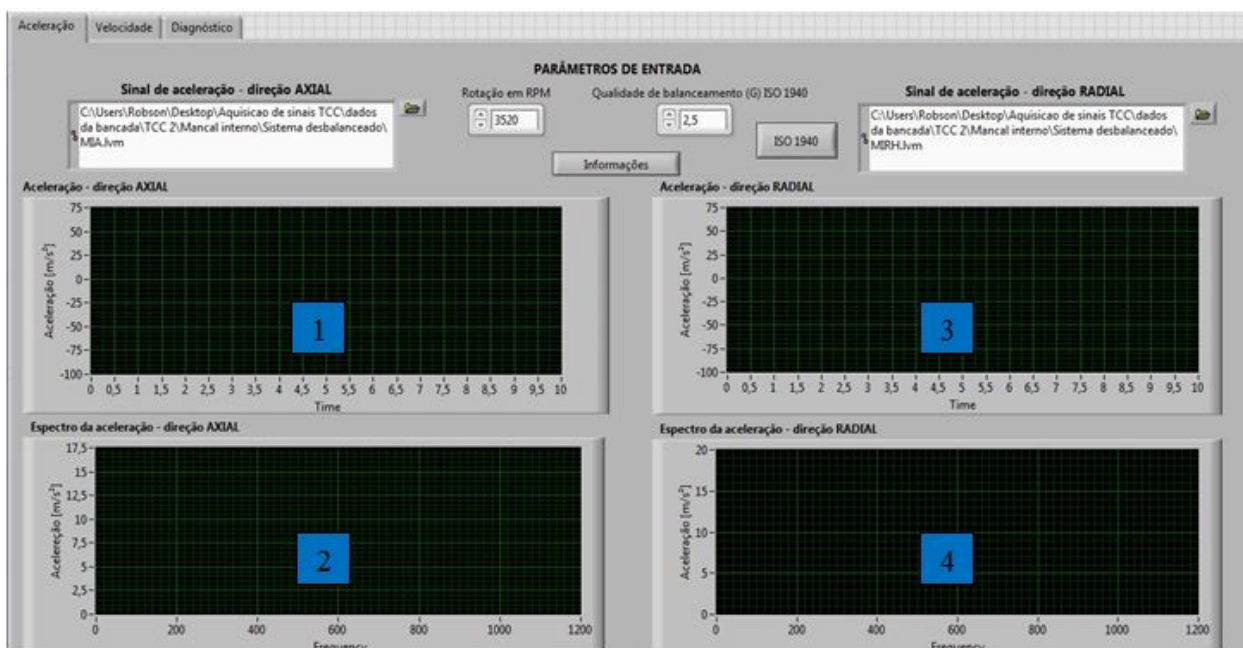 Aceleração Velocidade Diagnóstico
PARÂMETROS DE ENTRADA
Sinal de aceleração - direção AXIAL
C:\Users\Robson\Desktop\Aquisicao de sinais TCC\dados
da bancada\TCC 2\Mancal interno\Sistema desbalanceado\
MIA.lvm
Rotação em RPM
3520
Qualidade de balanceamento (G) ISO 1940
2,5
ISO 1940
Informações
Sinal de aceleração - direção RADIAL
C:\Users\Robson\Desktop\Aquisicao de sinais TCC\dados
da bancada\TCC 2\Mancal interno\Sistema desbalanceado\
MIRH.lvm
Aceleração - direção AXIAL
Aceleração [m/s²]
75
50
25
0
-25
-50
-75
-100
1
0 0,5 1 1,5 2 2,5 3 3,5 4 4,5 5 5,5 6 6,5 7 7,5 8 8,5 9 9,5 10
Time
Aceleração - direção RADIAL
Aceleração [m/s²]
75
50
25
0
-25
-50
-75
-100
3
0 0,5 1 1,5 2 2,5 3 3,5 4 4,5 5 5,5 6 6,5 7 7,5 8 8,5 9 9,5 10
Time
Espectro da aceleração - direção AXIAL
Acelereção [m/s²]
17,5
15
12,5
10
7,5
5
2,5
0
2
0 200 400 600 800 1000 1200
Frequency
Espectro da aceleração - direção RADIAL
Aceleração [m/s²]
20
15
10
5
0
4
0 200 400 600 800 1000 1200
Frequency